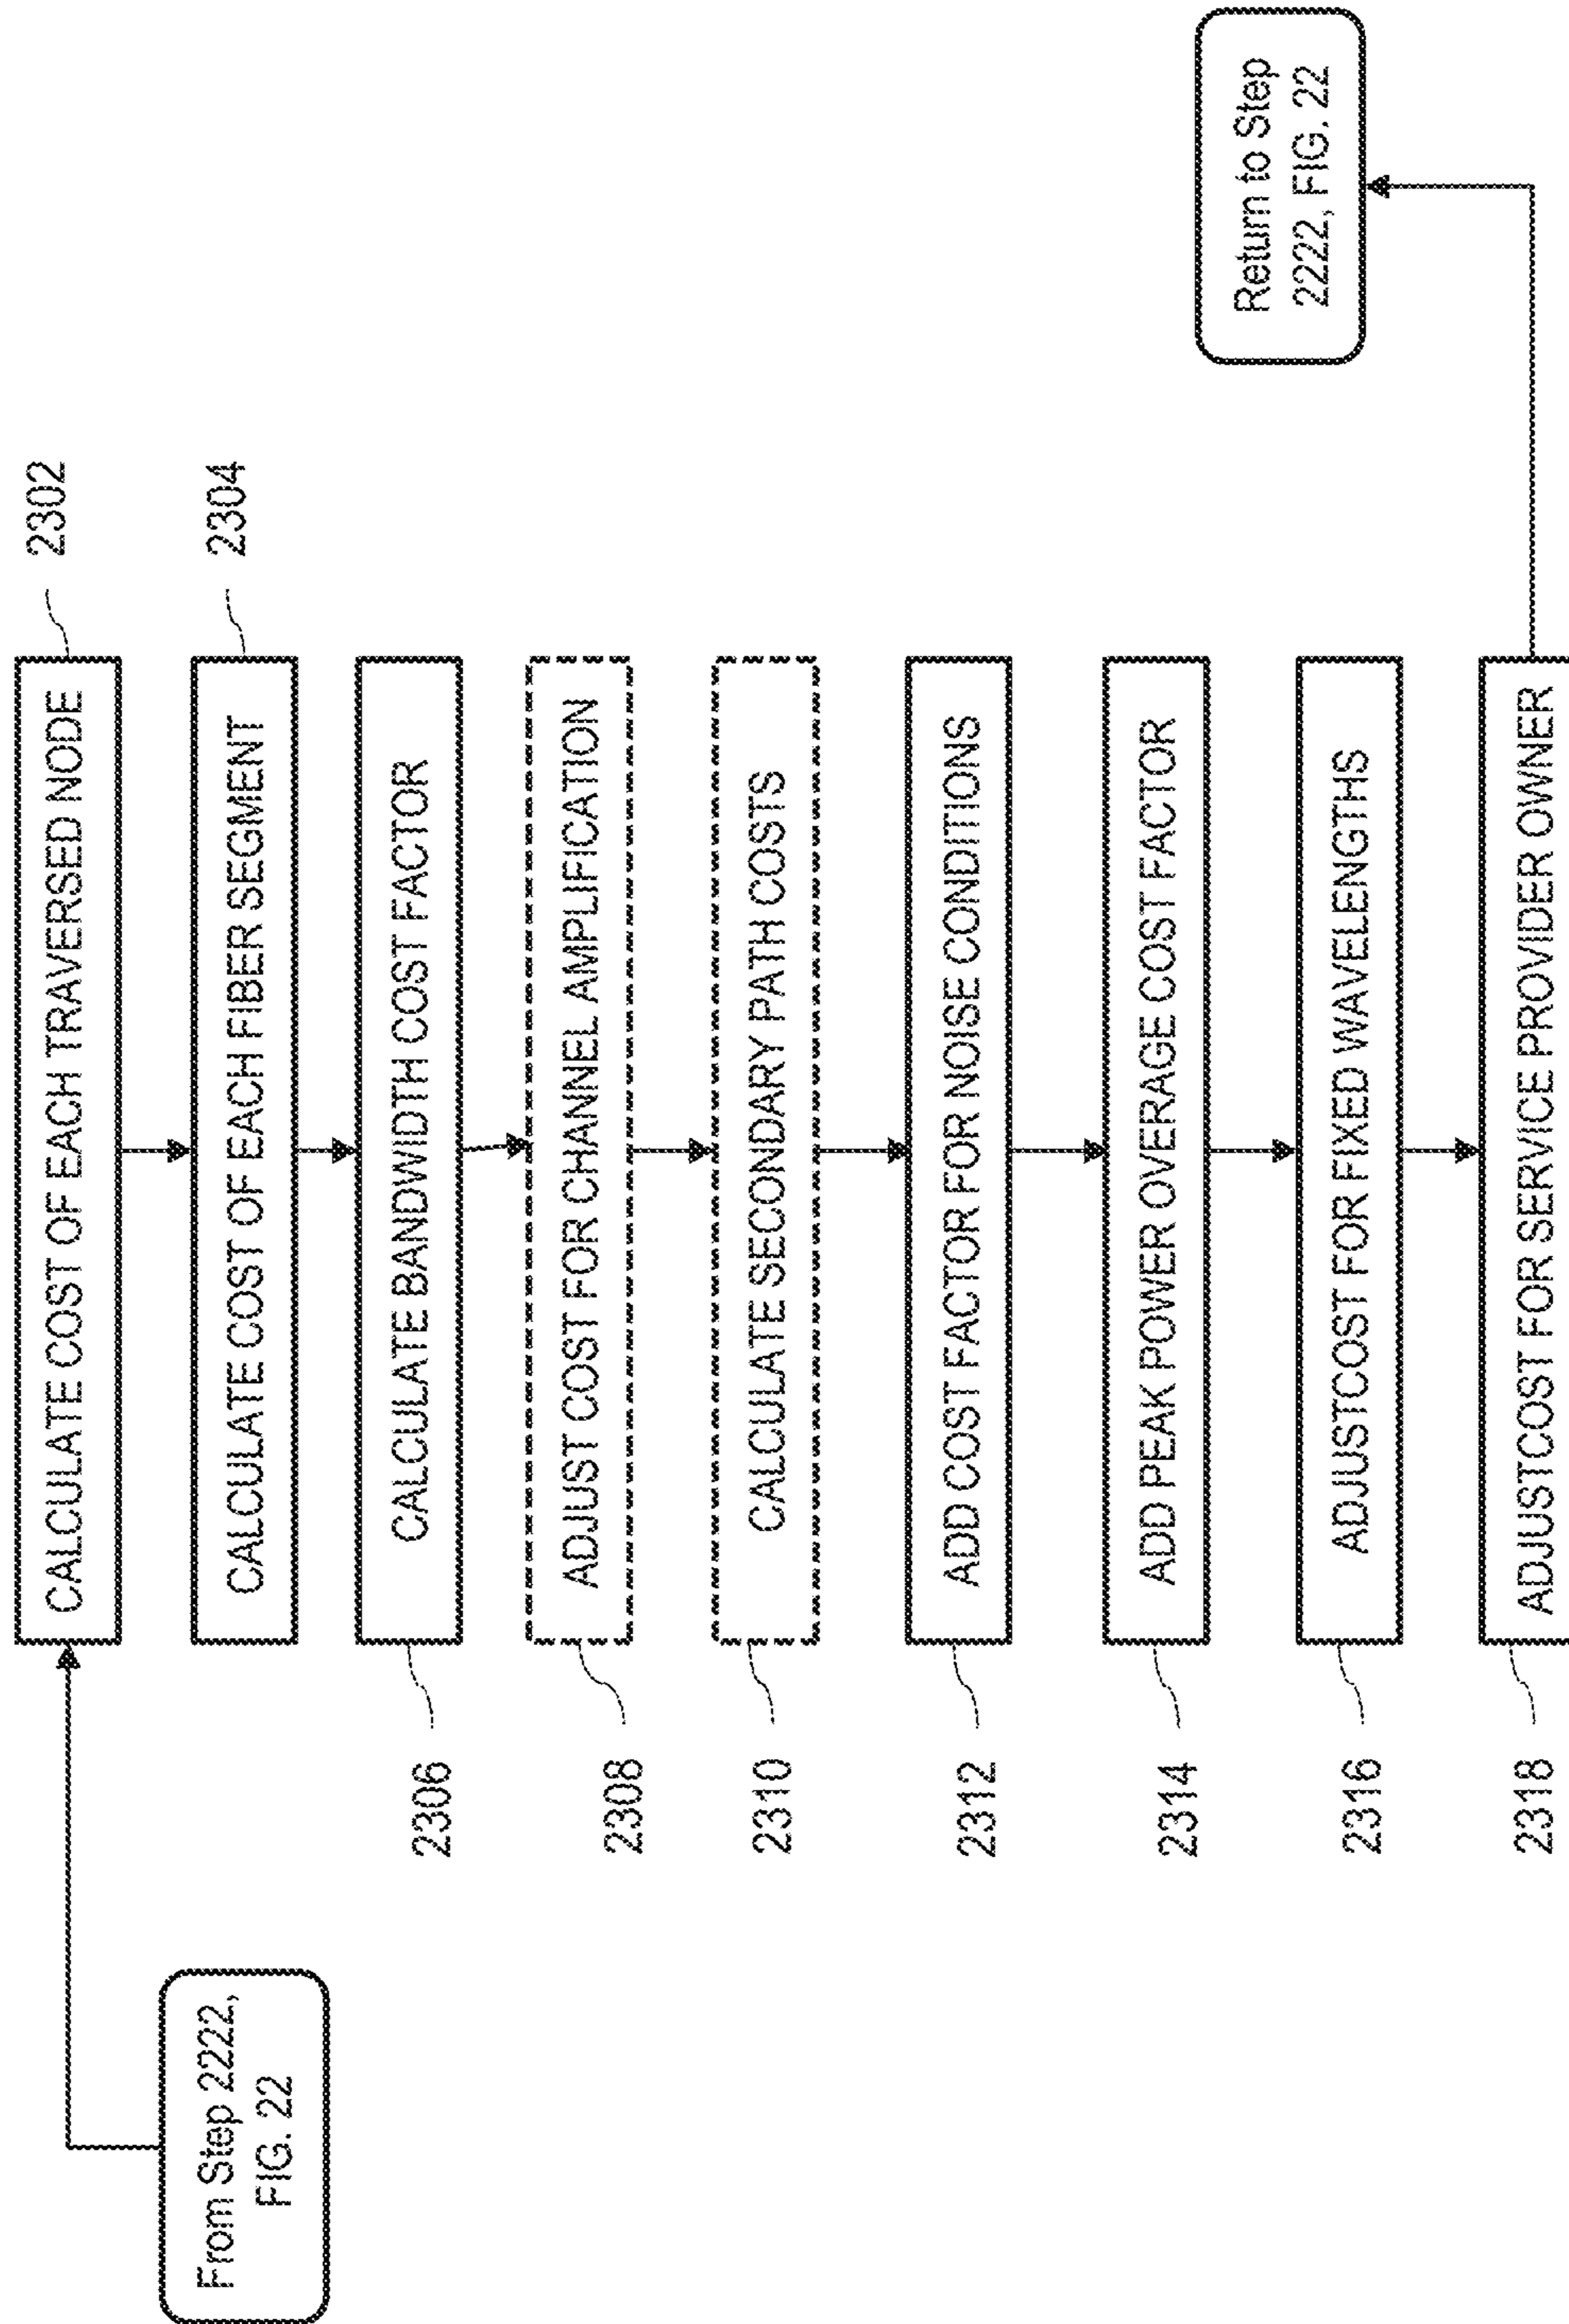 From Step 2222,
FIG. 22
CALCULATE COST OF EACH TRAVERSED NODE
2302
CALCULATE COST OF EACH FIBER SEGMENT
2304
2306
CALCULATE BANDWIDTH COST FACTOR
2308
ADJUST COST FOR CHANNEL AMPLIFICATION
2310
CALCULATE SECONDARY PATH COSTS
2312
ADD COST FACTOR FOR NOISE CONDITIONS
2314
ADD PEAK POWER OVERAGE COST FACTOR
2316
ADJUSTCOST FOR FIXED WAVELENGTHS
2318
ADJUSTCOST FOR SERVICE PROVIDER OWNER
Return to Step
2222, FIG. 22